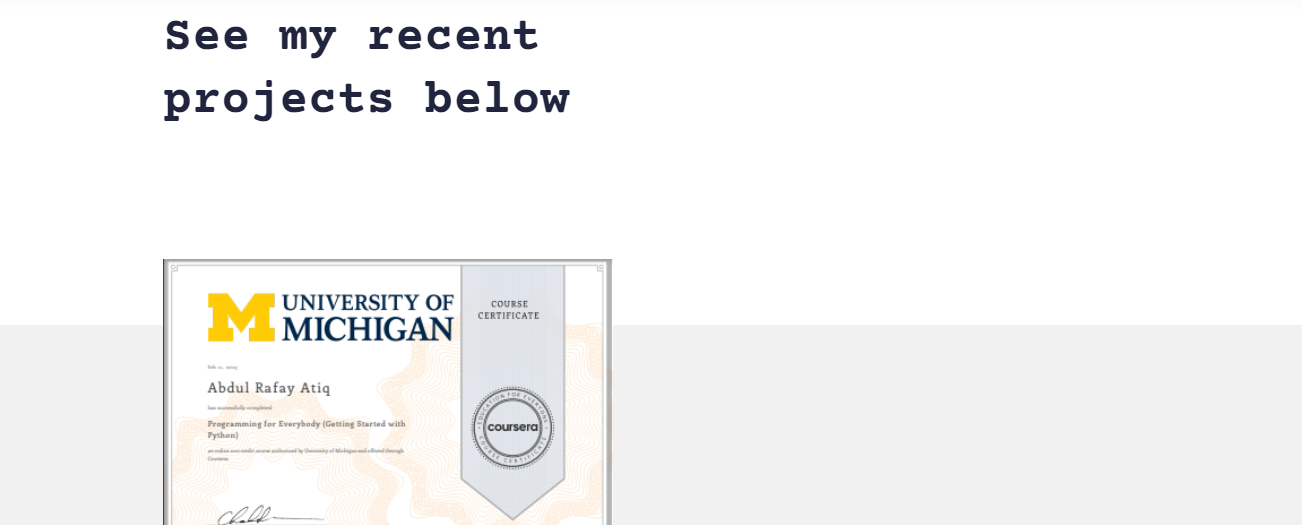 See my recent
projects below
UNIVERSITY OF
MICHIGAN
COURSE
CERTIFICATE
Abdul Rafay Atiq
has successfully completed
Programming for Everybody (Getting Started with
Python)
an online non-credit course authorized by University of Michigan and offered through
Coursera
EDUCATION FOR EVERYONE
coursera
COURSE CERTIFICATE